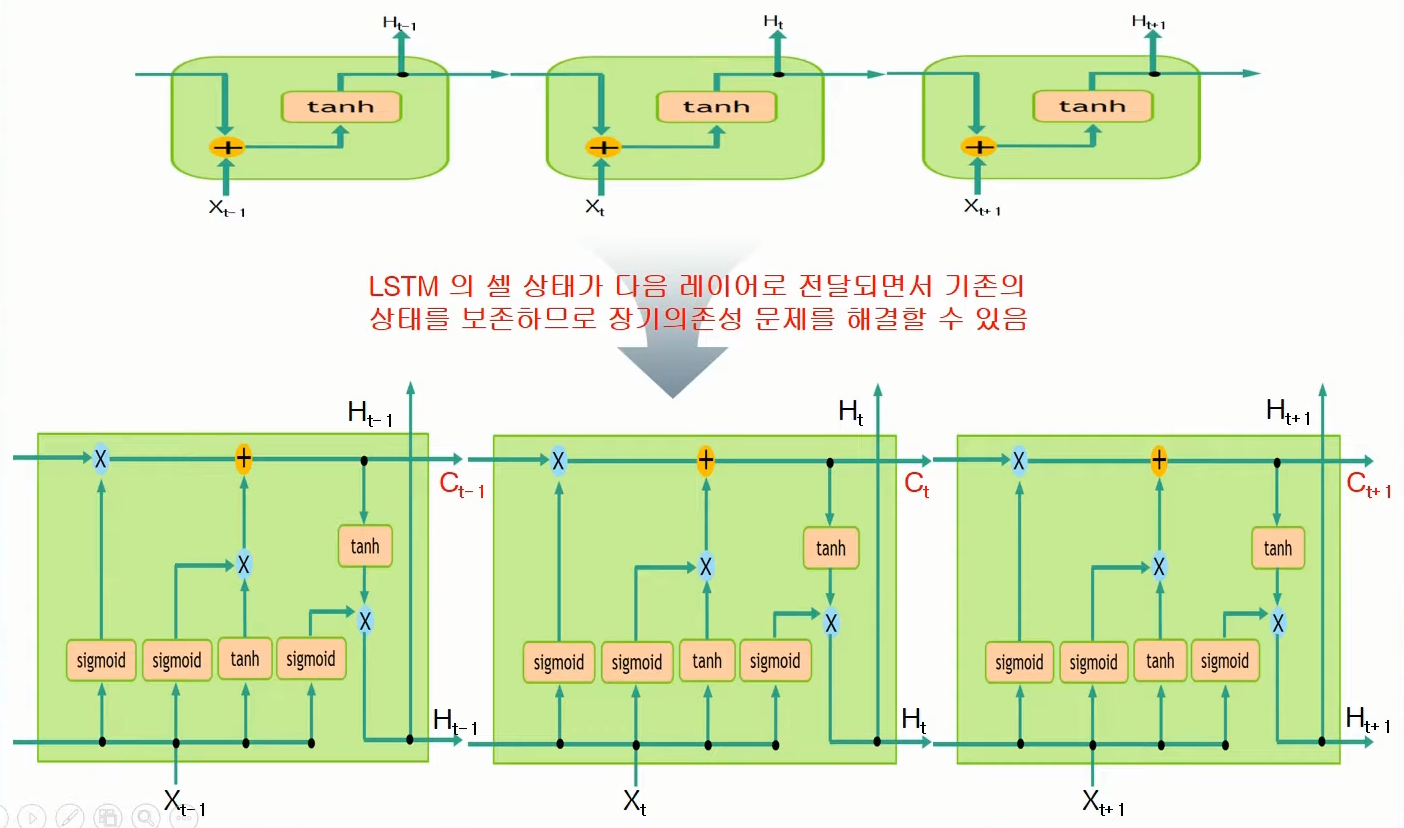 H_{t-1} H_t H_{t+1}
tanh tanh tanh
+ + +
X_{t-1} X_t X_{t+1}
LSTM 의 셀 상태가 다음 레이어로 전달되면서 기존의
상태를 보존하므로 장기의존성 문제를 해결할 수 있음
H_{t-1} H_t H_{t+1}
X + X + X +
C_{t-1} C_t C_{t+1}
tanh tanh tanh
X X X
X X X
sigmoid sigmoid tanh sigmoid sigmoid sigmoid tanh sigmoid sigmoid sigmoid tanh sigmoid
H_{t-1} H_t H_{t+1}
X_{t-1} X_t X_{t+1}